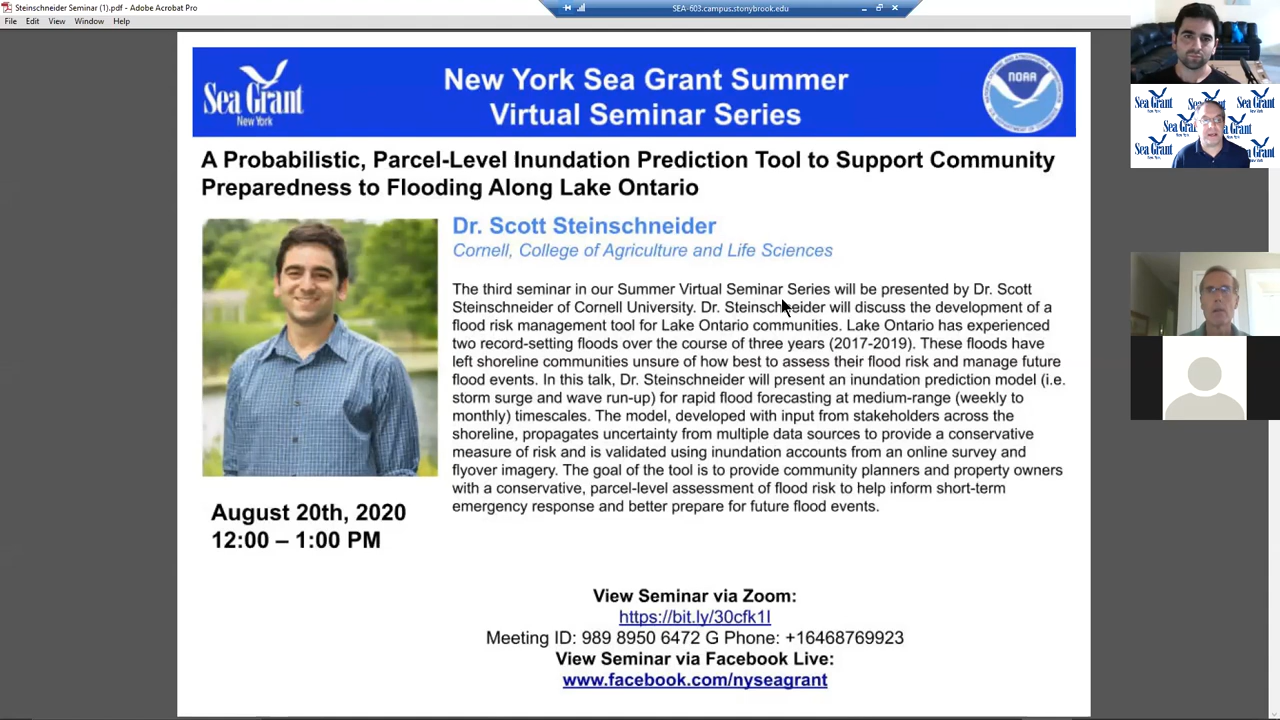 Steinschneider Seminar (1).pdf - Adobe Acrobat Pro
SEA-603.campus.stonybrook.edu
File Edit View Window Help
Sea Grant
New York
New York Sea Grant Summer
Virtual Seminar Series
NOAA
A Probabilistic, Parcel-Level Inundation Prediction Tool to Support Community
Preparedness to Flooding Along Lake Ontario
Dr. Scott Steinschneider
Cornell, College of Agriculture and Life Sciences
The third seminar in our Summer Virtual Seminar Series will be presented by Dr. Scott
Steinschneider of Cornell University. Dr. Steinschneider will discuss the development of a
flood risk management tool for Lake Ontario communities. Lake Ontario has experienced
two record-setting floods over the course of three years (2017-2019). These floods have
left shoreline communities unsure of how best to assess their flood risk and manage future
flood events. In this talk, Dr. Steinschneider will present an inundation prediction model (i.e.
storm surge and wave run-up) for rapid flood forecasting at medium-range (weekly to
monthly) timescales. The model, developed with input from stakeholders across the
shoreline, propagates uncertainty from multiple data sources to provide a conservative
measure of risk and is validated using inundation accounts from an online survey and
flyover imagery. The goal of the tool is to provide community planners and property owners
with a conservative, parcel-level assessment of flood risk to help inform short-term
emergency response and better prepare for future flood events.
August 20th, 2020
12:00 – 1:00 PM
View Seminar via Zoom:
https://bit.ly/30cfk1I
Meeting ID: 989 8950 6472 G Phone: +16468769923
View Seminar via Facebook Live:
www.facebook.com/nyseagrant